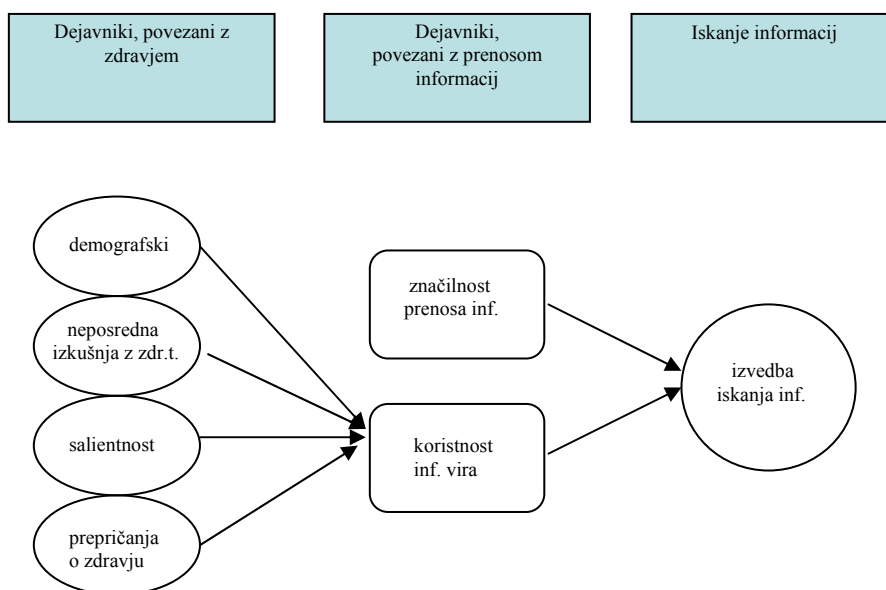 Dejavniki, povezani z
zdravjem
Dejavniki,
povezani z prenosom
informacij
Iskanje informacij
demografski
neposredna
izkušnja z zdr.t.
salientnost
prepričanja
o zdravju
značilnost
prenosa inf.
koristnost
inf. vira
izvedba
iskanja inf.